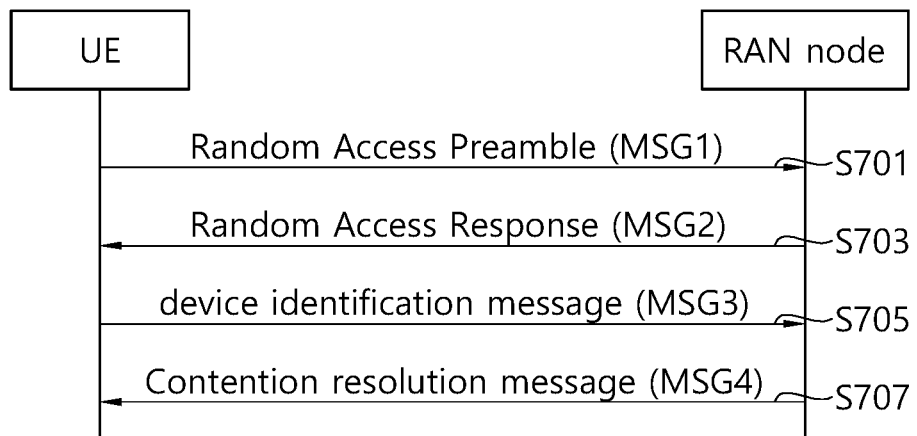 UE
RAN node
Random Access Preamble (MSG1)
S701
Random Access Response (MSG2)
S703
device identification message (MSG3)
S705
Contention resolution message (MSG4)
S707